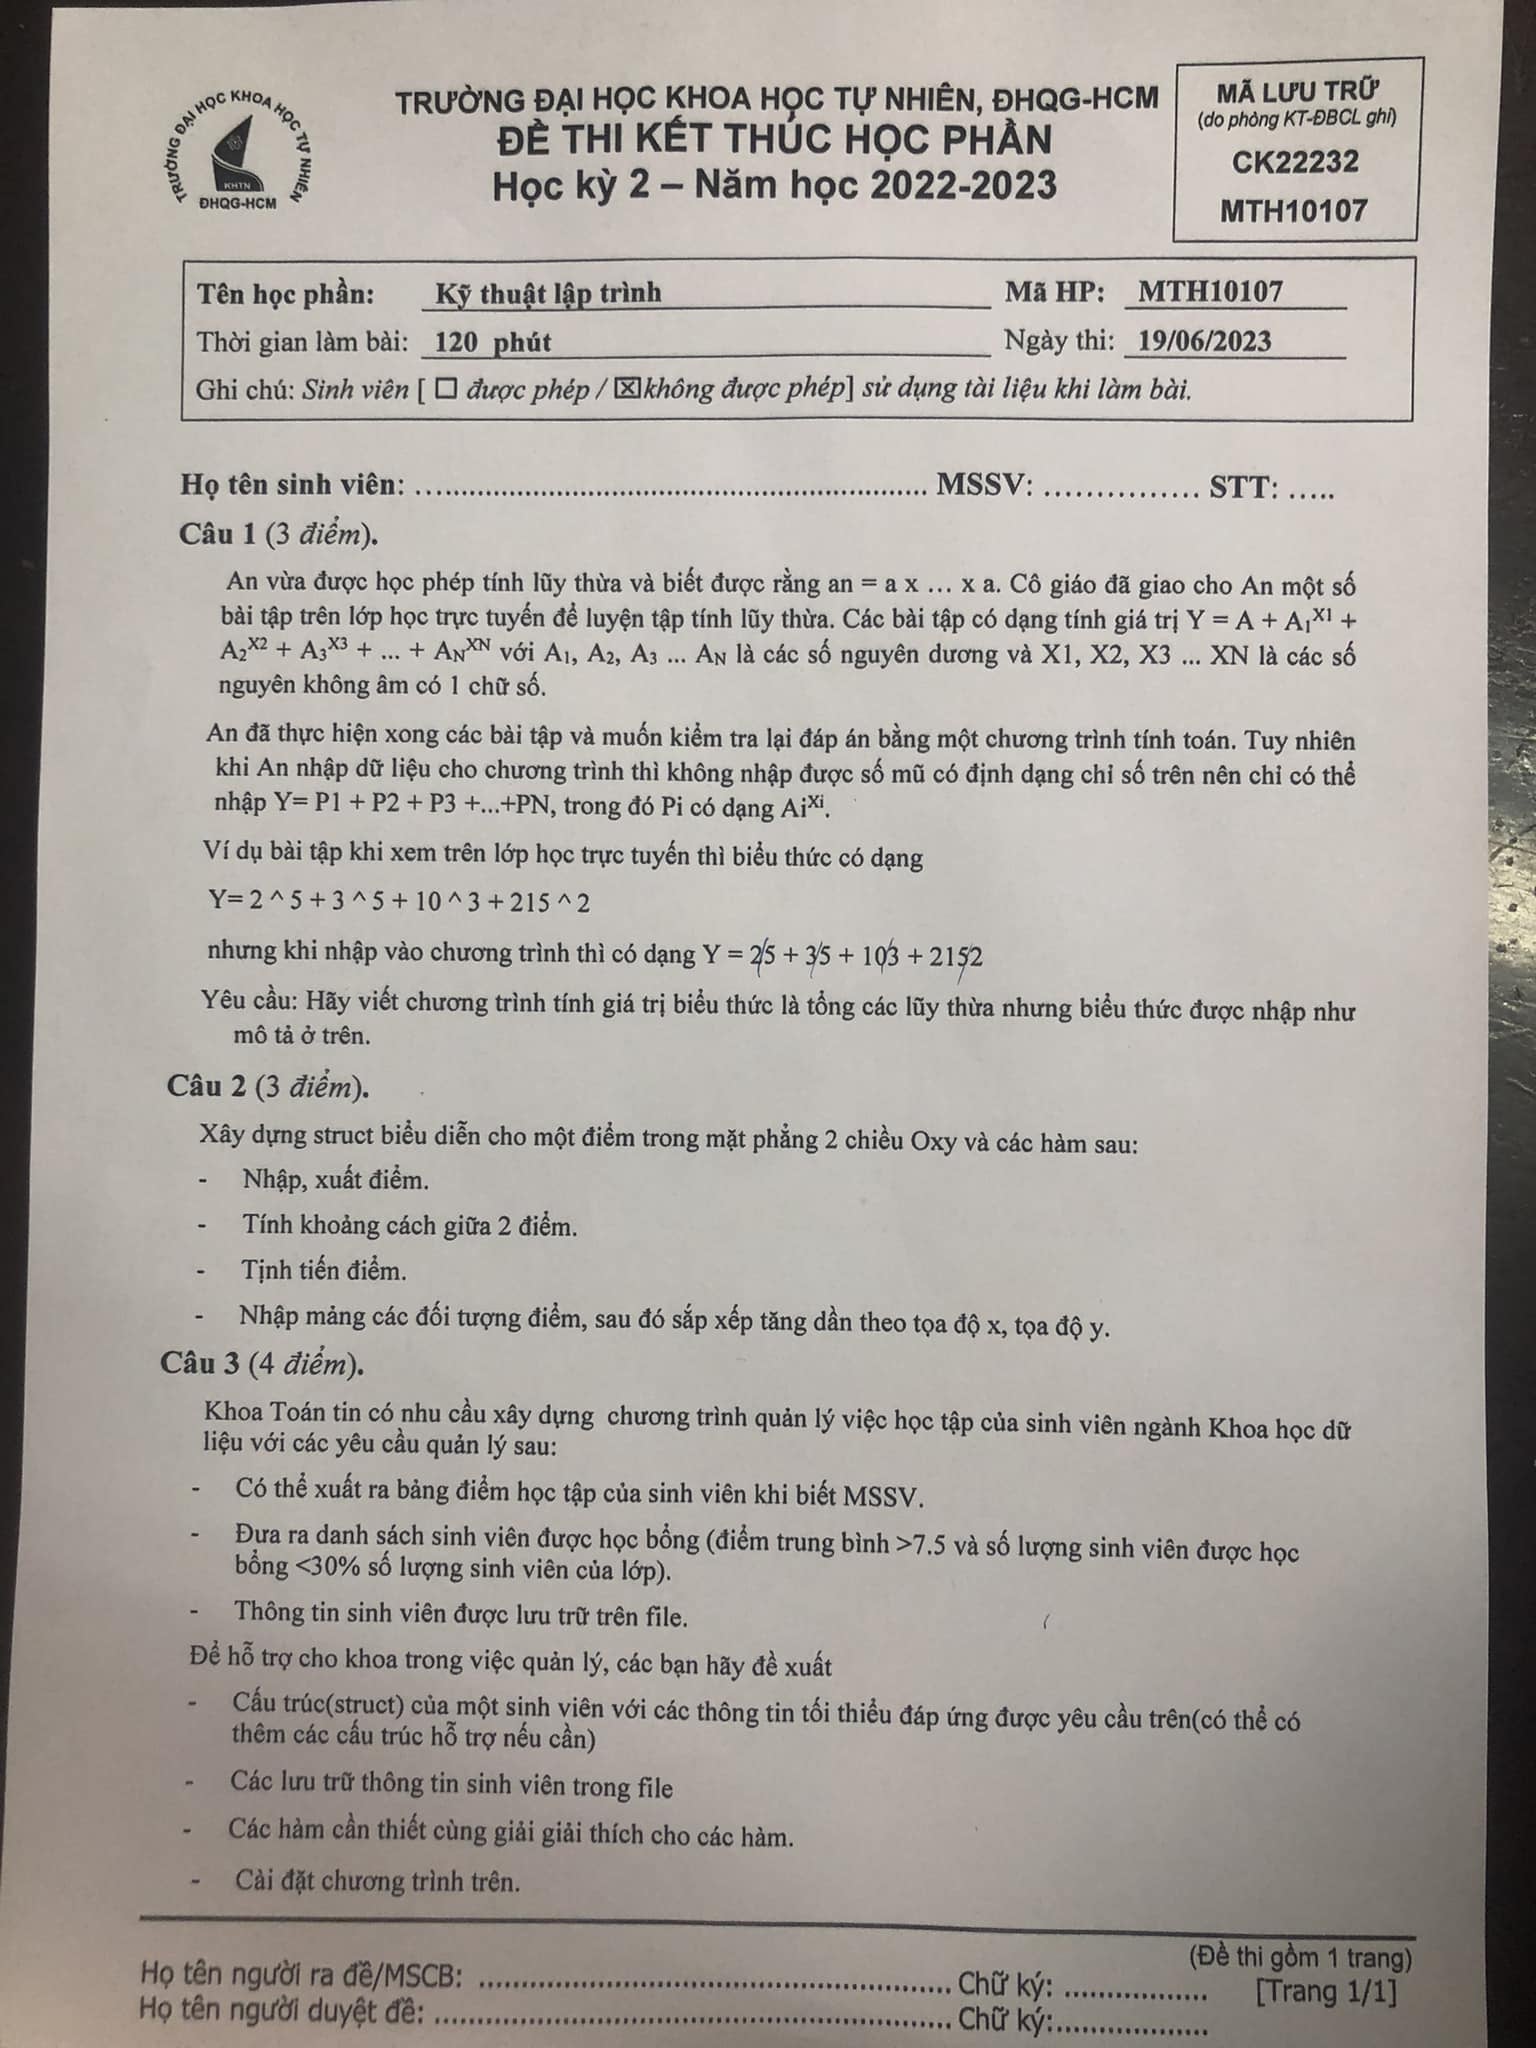 TRƯỜNG ĐẠI HỌC KHOA HỌC TỰ NHIÊN
KHTN
ĐHQG-HCM
TRƯỜNG ĐẠI HỌC KHOA HỌC TỰ NHIÊN, ĐHQG-HCM
ĐỀ THI KẾT THÚC HỌC PHẦN
Học kỳ 2 – Năm học 2022-2023
MÃ LƯU TRỮ
(do phòng KT-ĐBCL ghi)
CK22232
MTH10107
Tên học phần: Kỹ thuật lập trình Mã HP: MTH10107
Thời gian làm bài: 120 phút Ngày thi: 19/06/2023
Ghi chú: Sinh viên [ ☐ được phép / ☒không được phép] sử dụng tài liệu khi làm bài.
Họ tên sinh viên: ................................................................... MSSV: ............... STT: .....
Câu 1 (3 điểm).
An vừa được học phép tính lũy thừa và biết được rằng an = a x … x a. Cô giáo đã giao cho An một số
bài tập trên lớp học trực tuyến để luyện tập tính lũy thừa. Các bài tập có dạng tính giá trị Y = A + A₁ˣ¹ +
A₂ˣ² + A₃ˣ³ + ... + Aɴˣᴺ với A₁, A₂, A₃ ... Aɴ là các số nguyên dương và X1, X2, X3 ... XN là các số
nguyên không âm có 1 chữ số.
An đã thực hiện xong các bài tập và muốn kiểm tra lại đáp án bằng một chương trình tính toán. Tuy nhiên
khi An nhập dữ liệu cho chương trình thì không nhập được số mũ có định dạng chỉ số trên nên chỉ có thể
nhập Y= P1 + P2 + P3 +...+PN, trong đó Pi có dạng Aiˣⁱ.
Ví dụ bài tập khi xem trên lớp học trực tuyến thì biểu thức có dạng
Y= 2 ^ 5 + 3 ^ 5 + 10 ^ 3 + 215 ^ 2
nhưng khi nhập vào chương trình thì có dạng Y = 25 + 35 + 103 + 2152
Yêu cầu: Hãy viết chương trình tính giá trị biểu thức là tổng các lũy thừa nhưng biểu thức được nhập như
mô tả ở trên.
Câu 2 (3 điểm).
Xây dựng struct biểu diễn cho một điểm trong mặt phẳng 2 chiều Oxy và các hàm sau:
- Nhập, xuất điểm.
- Tính khoảng cách giữa 2 điểm.
- Tịnh tiến điểm.
- Nhập mảng các đối tượng điểm, sau đó sắp xếp tăng dần theo tọa độ x, tọa độ y.
Câu 3 (4 điểm).
Khoa Toán tin có nhu cầu xây dựng chương trình quản lý việc học tập của sinh viên ngành Khoa học dữ
liệu với các yêu cầu quản lý sau:
- Có thể xuất ra bảng điểm học tập của sinh viên khi biết MSSV.
- Đưa ra danh sách sinh viên được học bổng (điểm trung bình >7.5 và số lượng sinh viên được học
bổng <30% số lượng sinh viên của lớp).
- Thông tin sinh viên được lưu trữ trên file.
Để hỗ trợ cho khoa trong việc quản lý, các bạn hãy đề xuất
- Cấu trúc(struct) của một sinh viên với các thông tin tối thiểu đáp ứng được yêu cầu trên(có thể có
thêm các cấu trúc hỗ trợ nếu cần)
- Các lưu trữ thông tin sinh viên trong file
- Các hàm cần thiết cùng giải giải thích cho các hàm.
- Cài đặt chương trình trên.
(Đề thi gồm 1 trang)
Họ tên người ra đề/MSCB: .......................................................... Chữ ký: ................. [Trang 1/1]
Họ tên người duyệt đề: ................................................................ Chữ ký:..................